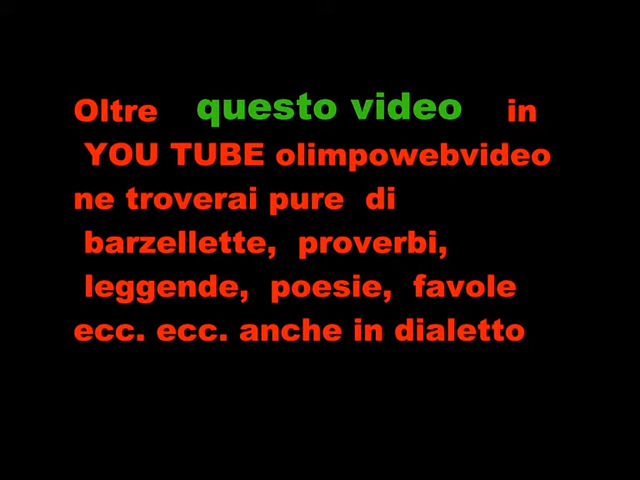 Oltre questo video in
YOU TUBE olimpowebvideo
ne troverai pure di
barzellette, proverbi,
leggende, poesie, favole
ecc. ecc. anche in dialetto